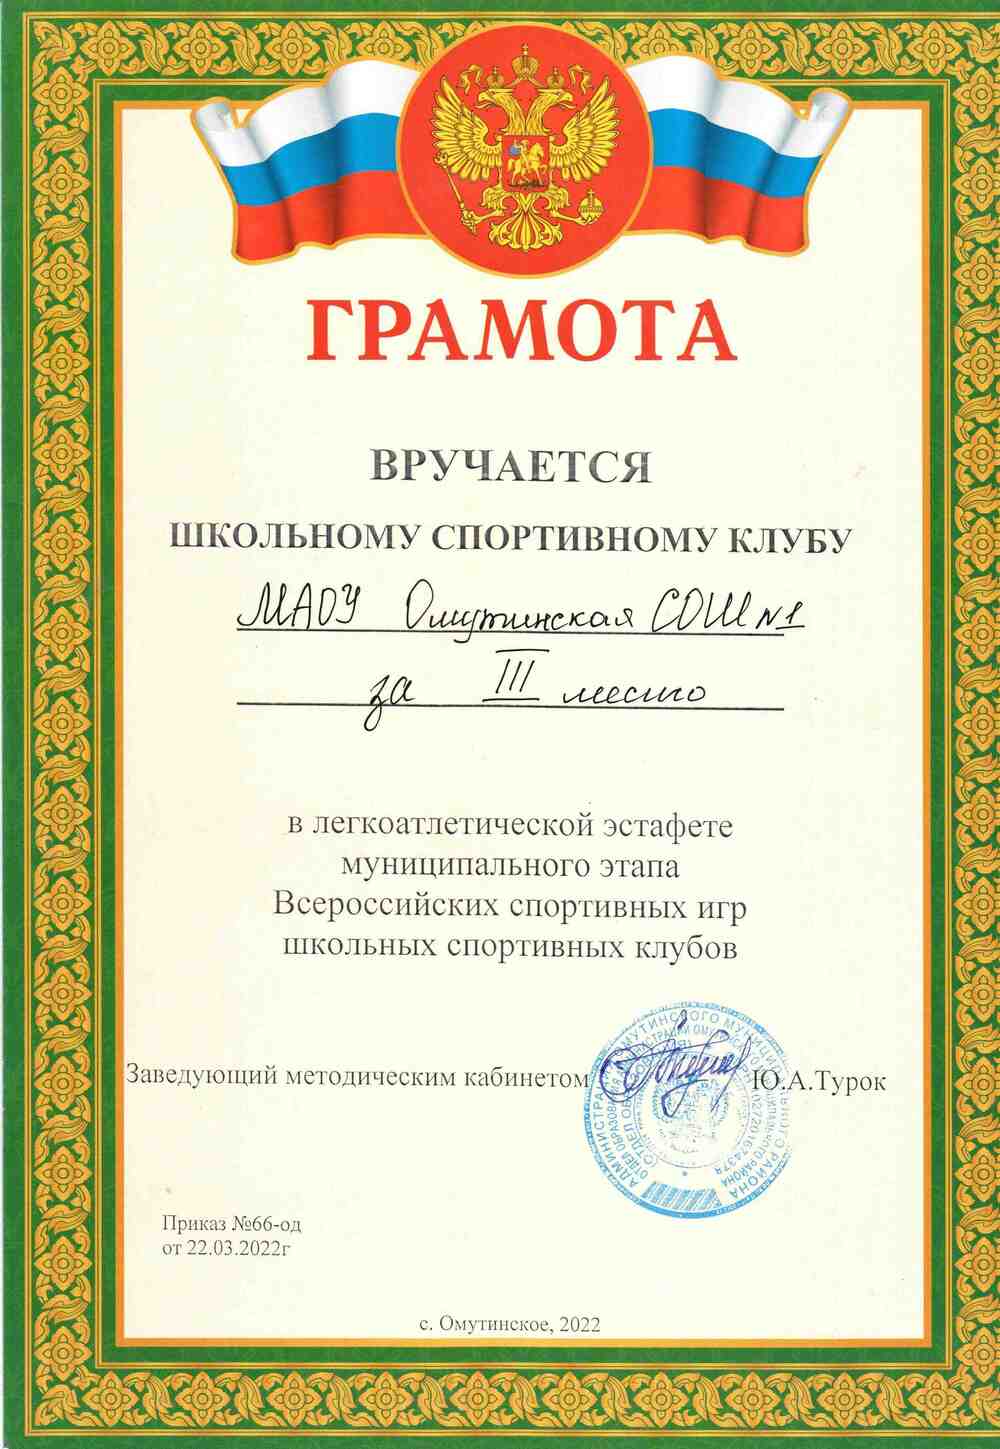 ГРАМОТА
ВРУЧАЕТСЯ
ШКОЛЬНОМУ СПОРТИВНОМУ КЛУБУ
МАОУ Омутинская СОШ №1
за III место
в легкоатлетической эстафете
муниципального этапа
Всероссийских спортивных игр
школьных спортивных клубов
Заведующий методическим кабинетом Ю.А.Турок
Приказ №66-од
от 22.03.2022г
с. Омутинское, 2022